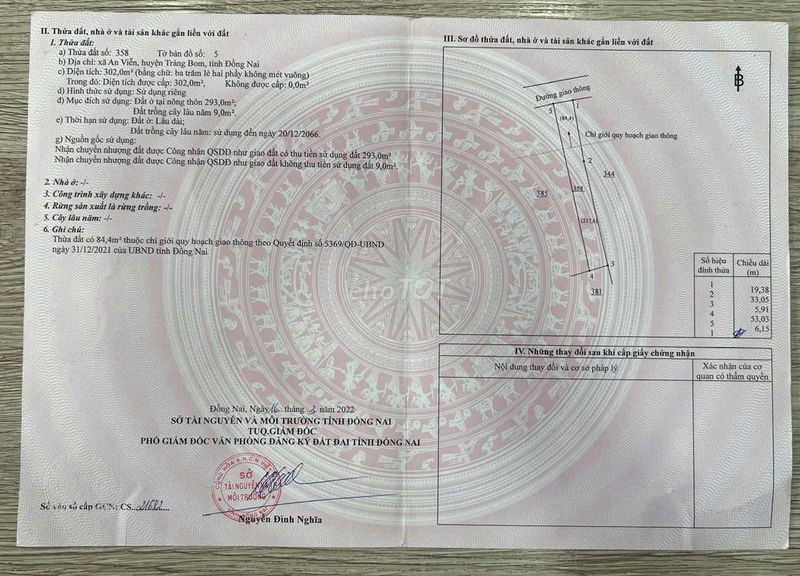 II. Thửa đất, nhà ở và tài sản khác gắn liền với đất
1. Thửa đất:
a) Thửa đất số: 358 Tờ bản đồ số: 5
b) Địa chỉ: xã An Viễn, huyện Trảng Bom, tỉnh Đồng Nai
c) Diện tích: 302,0m² (bằng chữ: ba trăm lẻ hai phẩy không mét vuông)
Trong đó: Diện tích được cấp: 302,0m². Không được cấp: 0,0m²
d) Hình thức sử dụng: Sử dụng riêng
đ) Mục đích sử dụng: Đất ở tại nông thôn 293,0m²;
Đất trồng cây lâu năm 9,0m².
e) Thời hạn sử dụng: Đất ở: Lâu dài;
Đất trồng cây lâu năm: sử dụng đến ngày 20/12/2066.
g) Nguồn gốc sử dụng:
Nhận chuyển nhượng đất được Công nhận QSDĐ như giao đất có thu tiền sử dụng đất 293,0m²
Nhận chuyển nhượng đất được Công nhận QSDĐ như giao đất không thu tiền sử dụng đất 9,0m².
2. Nhà ở: -/-
3. Công trình xây dựng khác: -/-
4. Rừng sản xuất là rừng trồng: -/-
5. Cây lâu năm: -/-
6. Ghi chú:
Thửa đất có 84,4m² thuộc chỉ giới quy hoạch giao thông theo Quyết định số 5369/QĐ-UBND
ngày 31/12/2021 của UBND tỉnh Đồng Nai
Đồng Nai, Ngày 16 tháng 3 năm 2022
SỞ TÀI NGUYÊN VÀ MÔI TRƯỜNG TỈNH ĐỒNG NAI
TUQ.GIÁM ĐỐC
PHÓ GIÁM ĐỐC VĂN PHÒNG ĐĂNG KÝ ĐẤT ĐAI TỈNH ĐỒNG NAI
SỞ
TÀI NGUYÊN
MÔI TRƯỜNG
Nguyễn Đình Nghĩa
Số vào sổ cấp GCN: CS 21682
III. Sơ đồ thửa đất, nhà ở và tài sản khác gắn liền với đất
B
Đường giao thông
5 1
(84,4)
Chỉ giới quy hoạch giao thông
2
344
385
358
(217,6)
3
4
381
Số hiệu đỉnh thửa Chiều dài (m)
1
19,38
2
33,05
3
5,91
4
53,03
5
6,15
1
IV. Những thay đổi sau khi cấp giấy chứng nhận
Nội dung thay đổi và cơ sở pháp lý
Xác nhận của cơ
quan có thẩm quyền
choTỐT